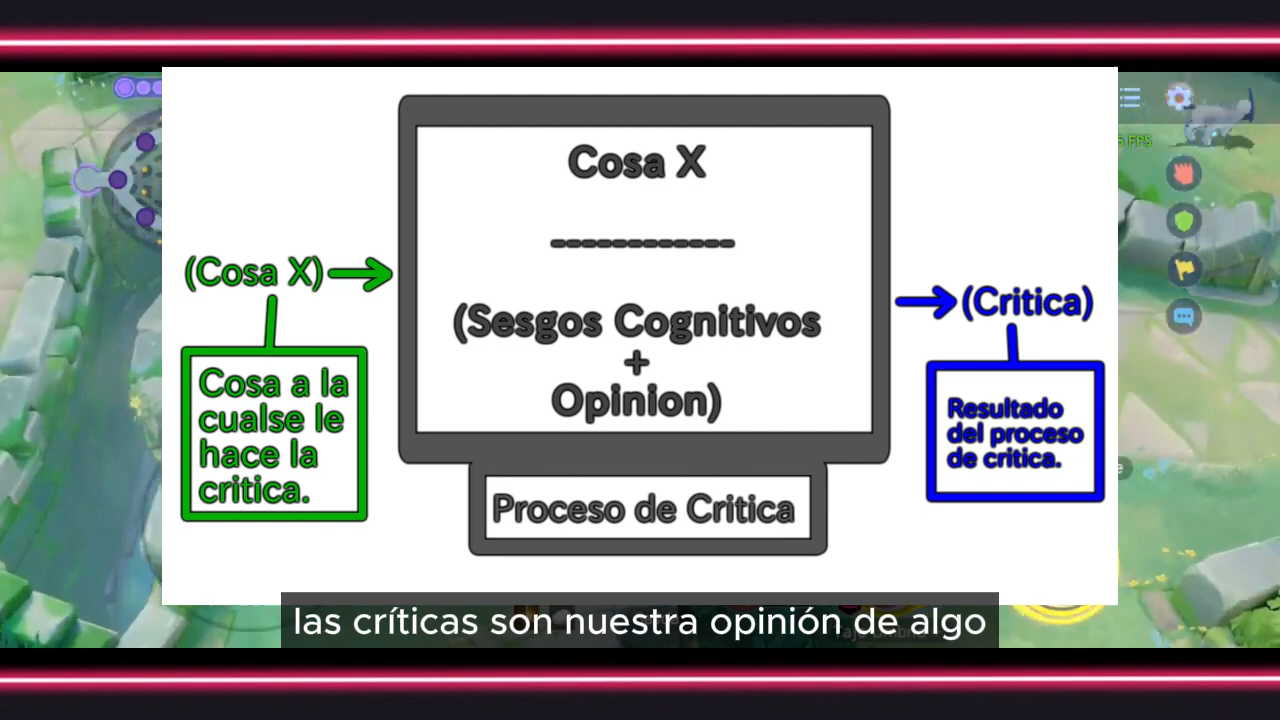 Cosa X
------------
(Sesgos Cognitivos
+
Opinion)
(Cosa X)
Cosa a la
cualse le
hace la
critica.
(Critica)
Resultado
del proceso
de critica.
Proceso de Critica
las críticas son nuestra opinión de algo